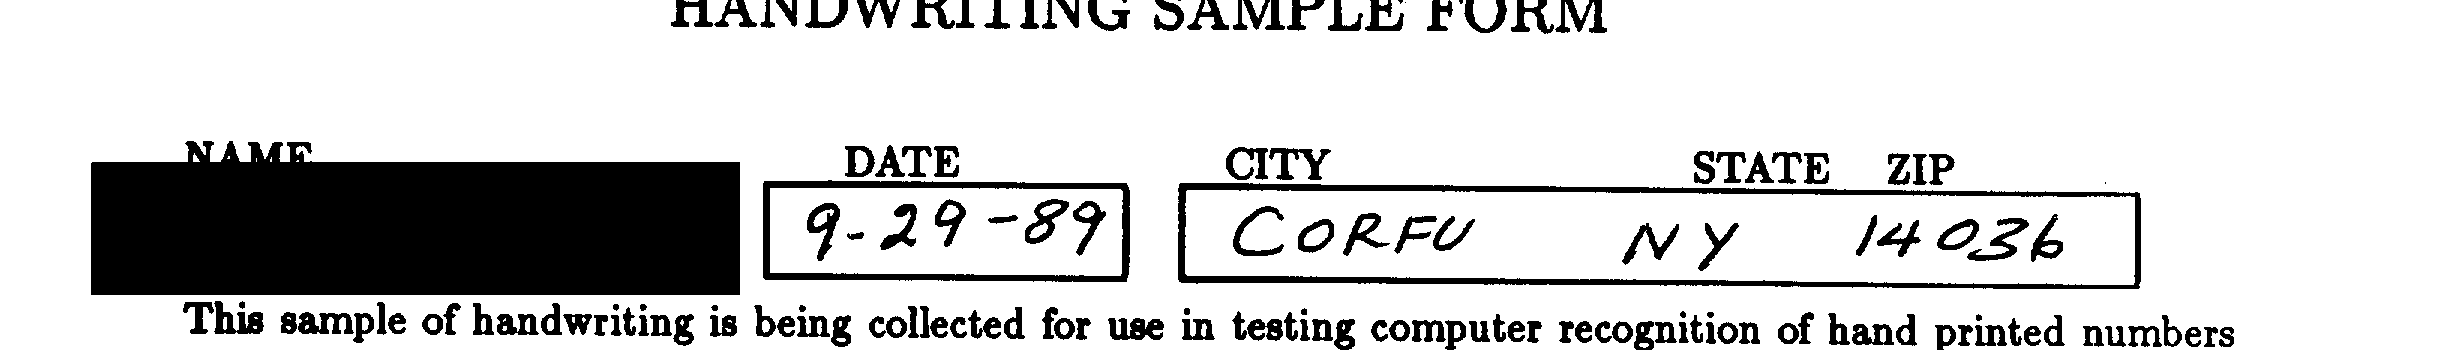 HANDWRITING SAMPLE FORM
NAME DATE CITY STATE ZIP
9-29-89 CORFU NY 14036
This sample of handwriting is being collected for use in testing computer recognition of hand printed numbers